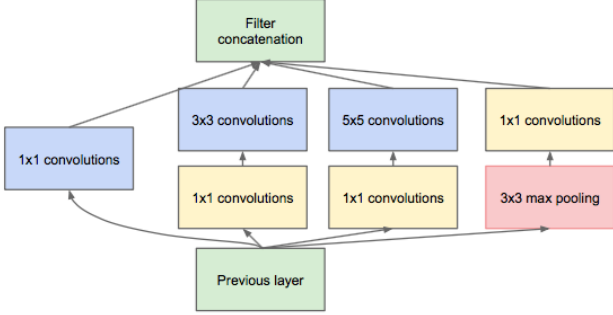 Filter
concatenation
3x3 convolutions
5x5 convolutions
1x1 convolutions
1x1 convolutions
1x1 convolutions
1x1 convolutions
3x3 max pooling
Previous layer